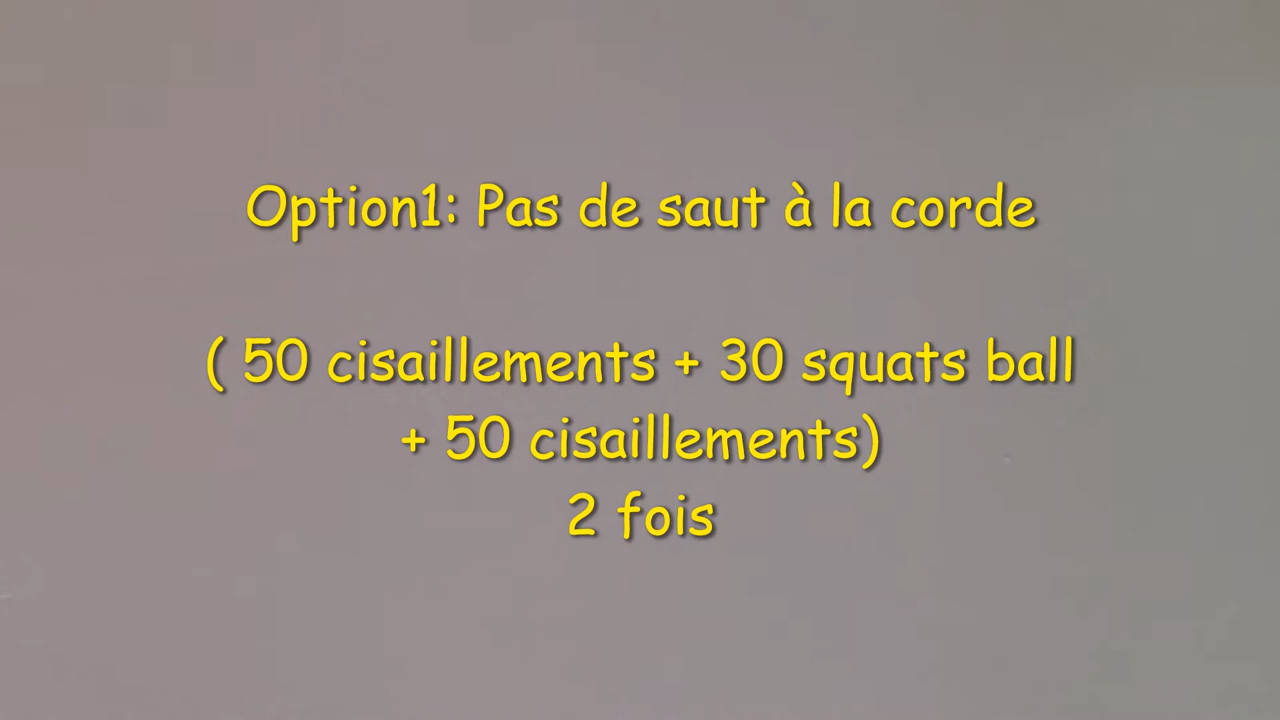 Option1: Pas de saut à la corde
( 50 cisaillements + 30 squats ball
+ 50 cisaillements)
2 fois